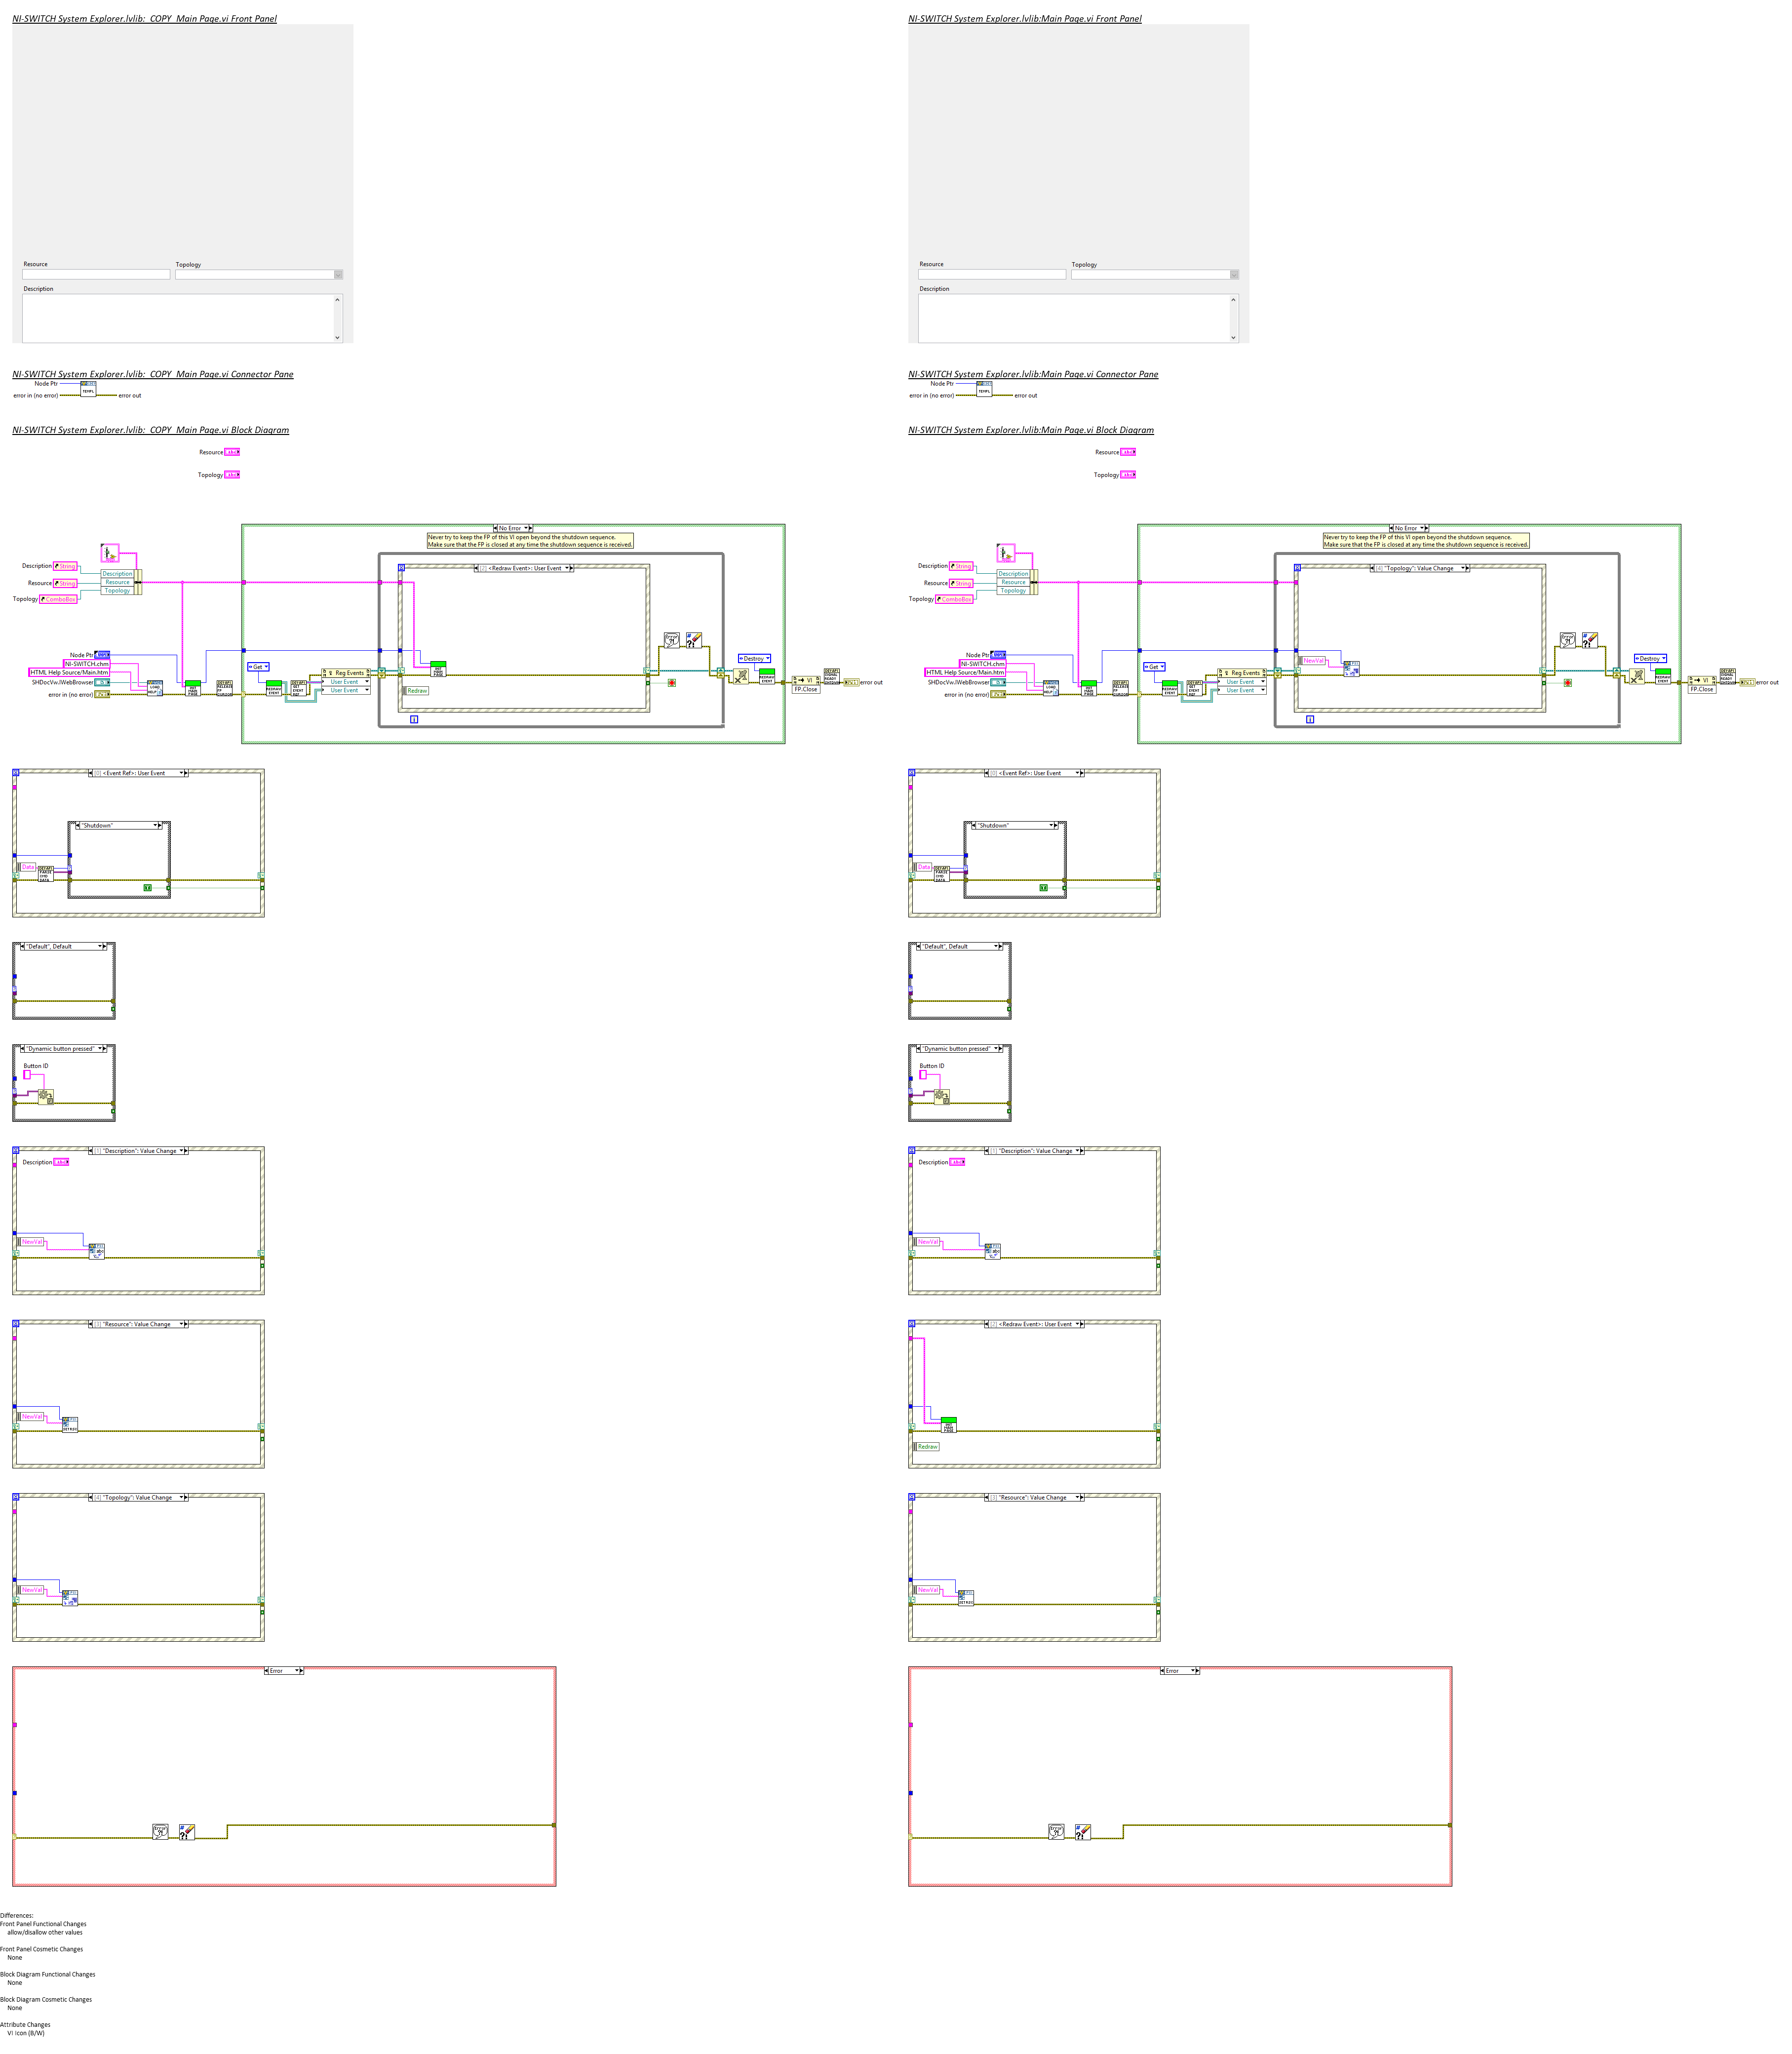 NI-SWITCH System Explorer.lvlib:_COPY_Main Page.vi Front Panel
Resource
Topology
Description
NI-SWITCH System Explorer.lvlib:_COPY_Main Page.vi Connector Pane
Node Ptr
error in (no error)
error out
NI-SWITCH System Explorer.lvlib:_COPY_Main Page.vi Block Diagram
Resource
Topology
No Error
Never try to keep the FP of this VI open beyond the shutdown sequence.
Make sure that the FP is closed at any time the shutdown sequence is received.
[2] <Redraw Event>: User Event
Description
String
Resource
String
Topology
ComboBox
Description
Resource
Topology
Node Ptr
NI-SWITCH.chm
HTML Help Source/Main.htm
SHDocVw.IWebBrowser
error in (no error)
Get
Reg Events
User Event
User Event
Redraw
i
Destroy
VI
FP.Close
error out
[0] <Event Ref>: User Event
"Shutdown"
Data
"Default", Default
"Dynamic button pressed"
Button ID
[1] "Description": Value Change
Description
NewVal
[3] "Resource": Value Change
NewVal
[4] "Topology": Value Change
NewVal
Error
Differences:
Front Panel Functional Changes
allow/disallow other values
Front Panel Cosmetic Changes
None
Block Diagram Functional Changes
None
Block Diagram Cosmetic Changes
None
Attribute Changes
VI Icon (B/W)
NI-SWITCH System Explorer.lvlib:Main Page.vi Front Panel
Resource
Topology
Description
NI-SWITCH System Explorer.lvlib:Main Page.vi Connector Pane
Node Ptr
error in (no error)
error out
NI-SWITCH System Explorer.lvlib:Main Page.vi Block Diagram
Resource
Topology
No Error
Never try to keep the FP of this VI open beyond the shutdown sequence.
Make sure that the FP is closed at any time the shutdown sequence is received.
[4] "Topology": Value Change
Description
String
Resource
String
Topology
ComboBox
Description
Resource
Topology
Node Ptr
NI-SWITCH.chm
HTML Help Source/Main.htm
SHDocVw.IWebBrowser
error in (no error)
Get
Reg Events
User Event
User Event
NewVal
i
Destroy
VI
FP.Close
error out
[0] <Event Ref>: User Event
"Shutdown"
Data
"Default", Default
"Dynamic button pressed"
Button ID
[1] "Description": Value Change
Description
NewVal
[2] <Redraw Event>: User Event
Redraw
[3] "Resource": Value Change
NewVal
Error